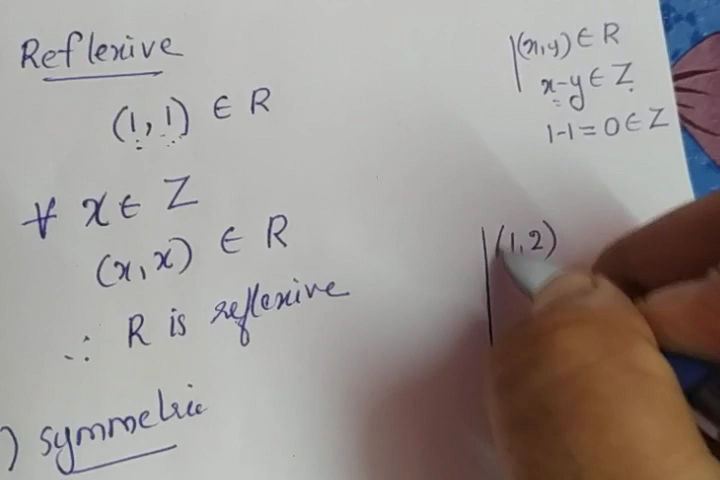 Reflexive
(1, 1) ∈ R
∀ x ∈ Z
(x, x) ∈ R
∴ R is reflexive
) symmetric
(x, y) ∈ R
x-y ∈ Z
1-1 = 0 ∈ Z
(1, 2)